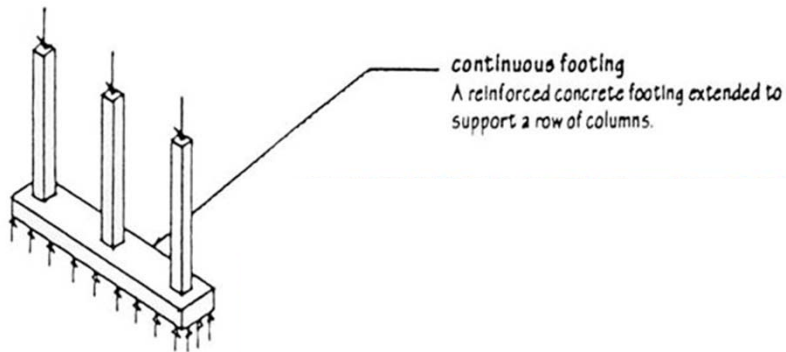 continuous footing
A reinforced concrete footing extended to
support a row of columns.